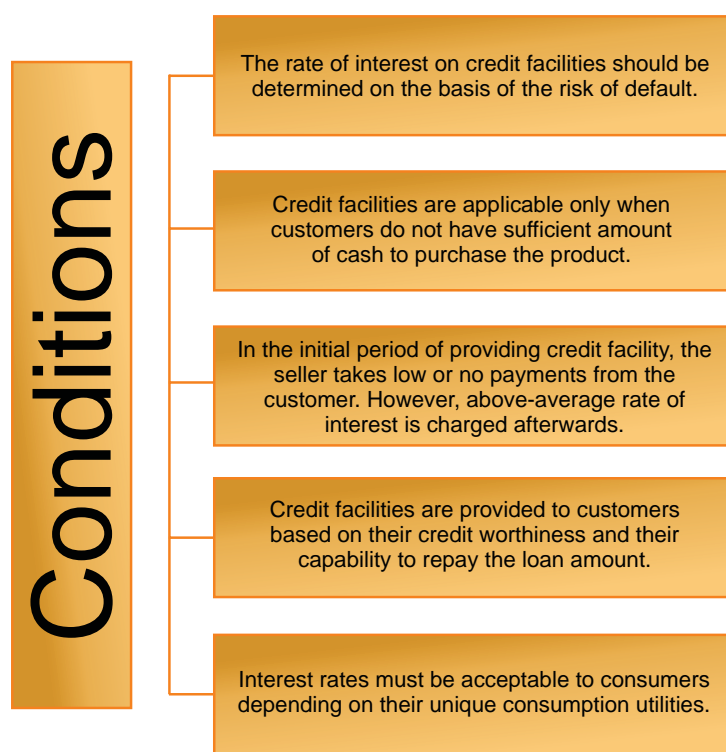 Conditions
The rate of interest on credit facilities should be
determined on the basis of the risk of default.
Credit facilities are applicable only when
customers do not have sufficient amount
of cash to purchase the product.
In the initial period of providing credit facility, the
seller takes low or no payments from the
customer. However, above-average rate of
interest is charged afterwards.
Credit facilities are provided to customers
based on their credit worthiness and their
capability to repay the loan amount.
Interest rates must be acceptable to consumers
depending on their unique consumption utilities.